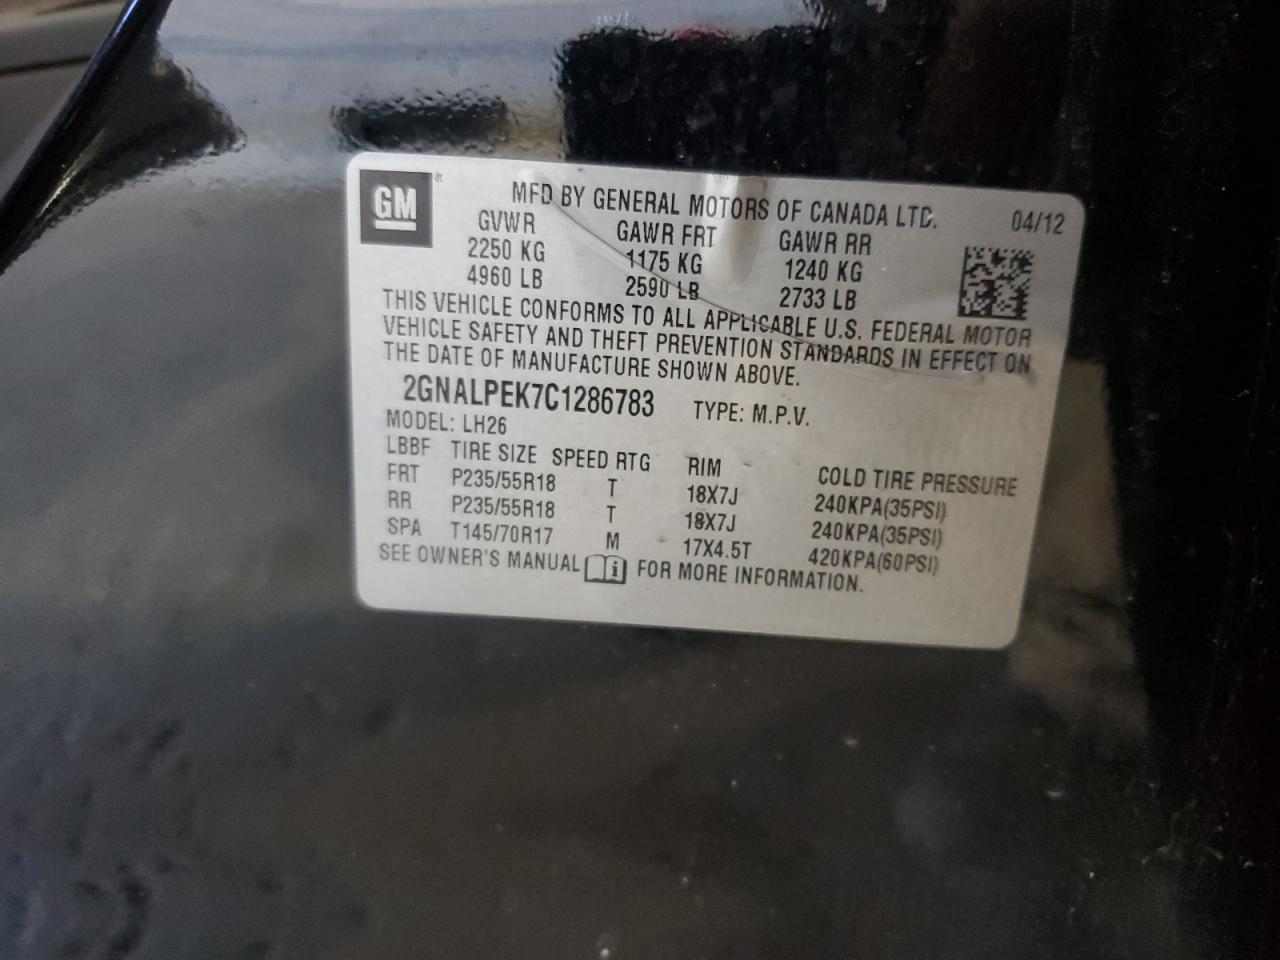 GM ® MFD BY GENERAL MOTORS OF CANADA LTD. 04/12
GVWR GAWR FRT GAWR RR
2250 KG 1175 KG 1240 KG
4960 LB 2590 LB 2733 LB
THIS VEHICLE CONFORMS TO ALL APPLICABLE U.S. FEDERAL MOTOR
VEHICLE SAFETY AND THEFT PREVENTION STANDARDS IN EFFECT ON
THE DATE OF MANUFACTURE SHOWN ABOVE.
2GNALPEK7C1286783 TYPE: M.P.V.
MODEL: LH26
LBBF TIRE SIZE SPEED RTG RIM COLD TIRE PRESSURE
FRT P235/55R18 T 18X7J 240KPA(35PSI)
RR P235/55R18 T 18X7J 240KPA(35PSI)
SPA T145/70R17 M 17X4.5T 420KPA(60PSI)
SEE OWNER'S MANUAL i FOR MORE INFORMATION.